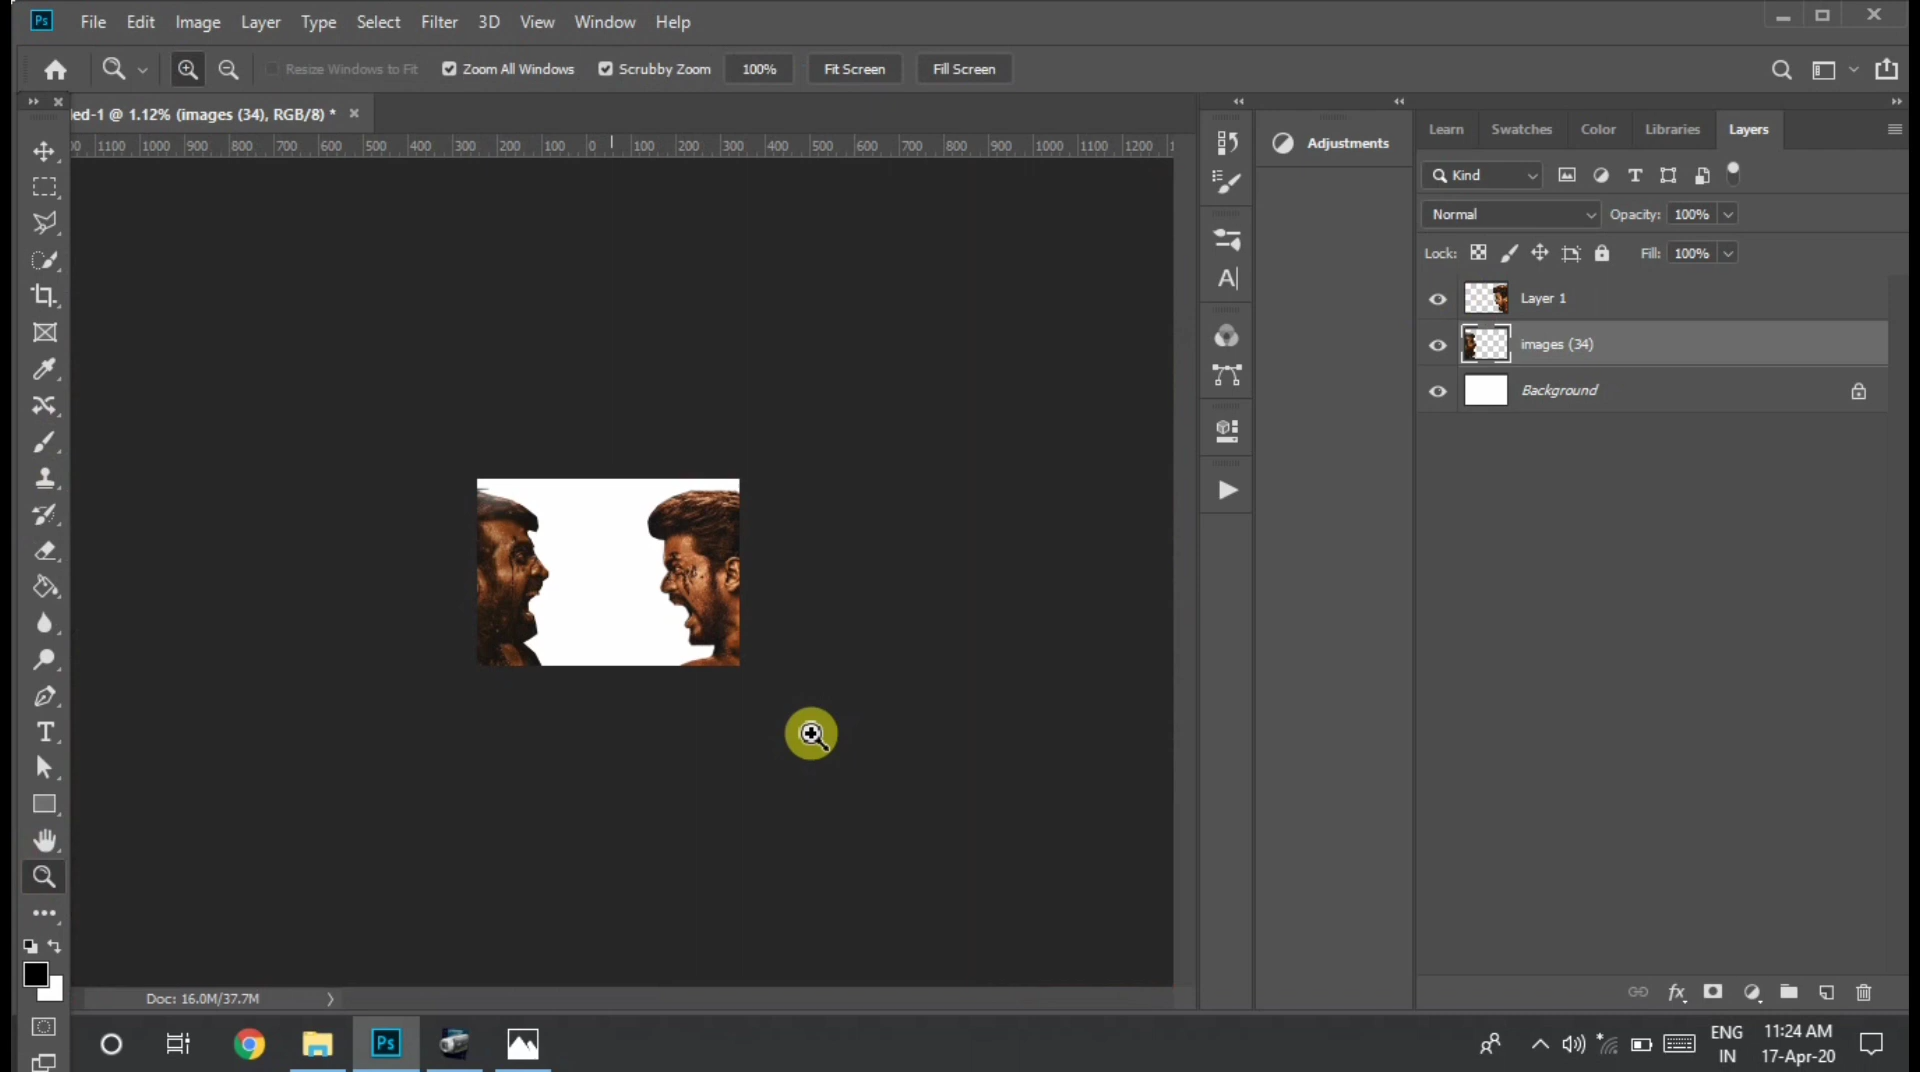 Ps File Edit Image Layer Type Select Filter 3D View Window Help
Resize Windows to Fit Zoom All Windows Scrubby Zoom 100% Fit Screen Fill Screen
led-1 @ 1.12% (images (34), RGB/8) *
1100 1000 900 800 700 600 500 400 300 200 100 0 100 200 300 400 500 600 700 800 900 1000 1100 1200
Adjustments
Learn Swatches Color Libraries Layers
Kind
Normal Opacity: 100%
Lock: Fill: 100%
Layer 1
images (34)
Background
Doc: 16.0M/37.7M
Ps
ENG
IN
11:24 AM
17-Apr-20